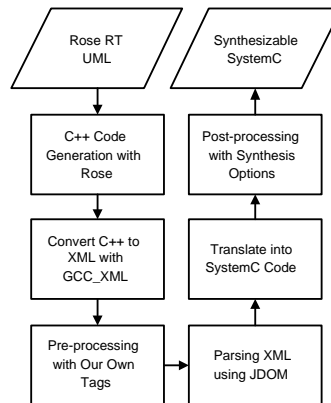 Rose RT
UML
C++ Code
Generation with
Rose
Convert C++ to
XML with
GCC_XML
Pre-processing
with Our Own
Tags
Parsing XML
using JDOM
Translate into
SystemC Code
Post-processing
with Synthesis
Options
Synthesizable
SystemC